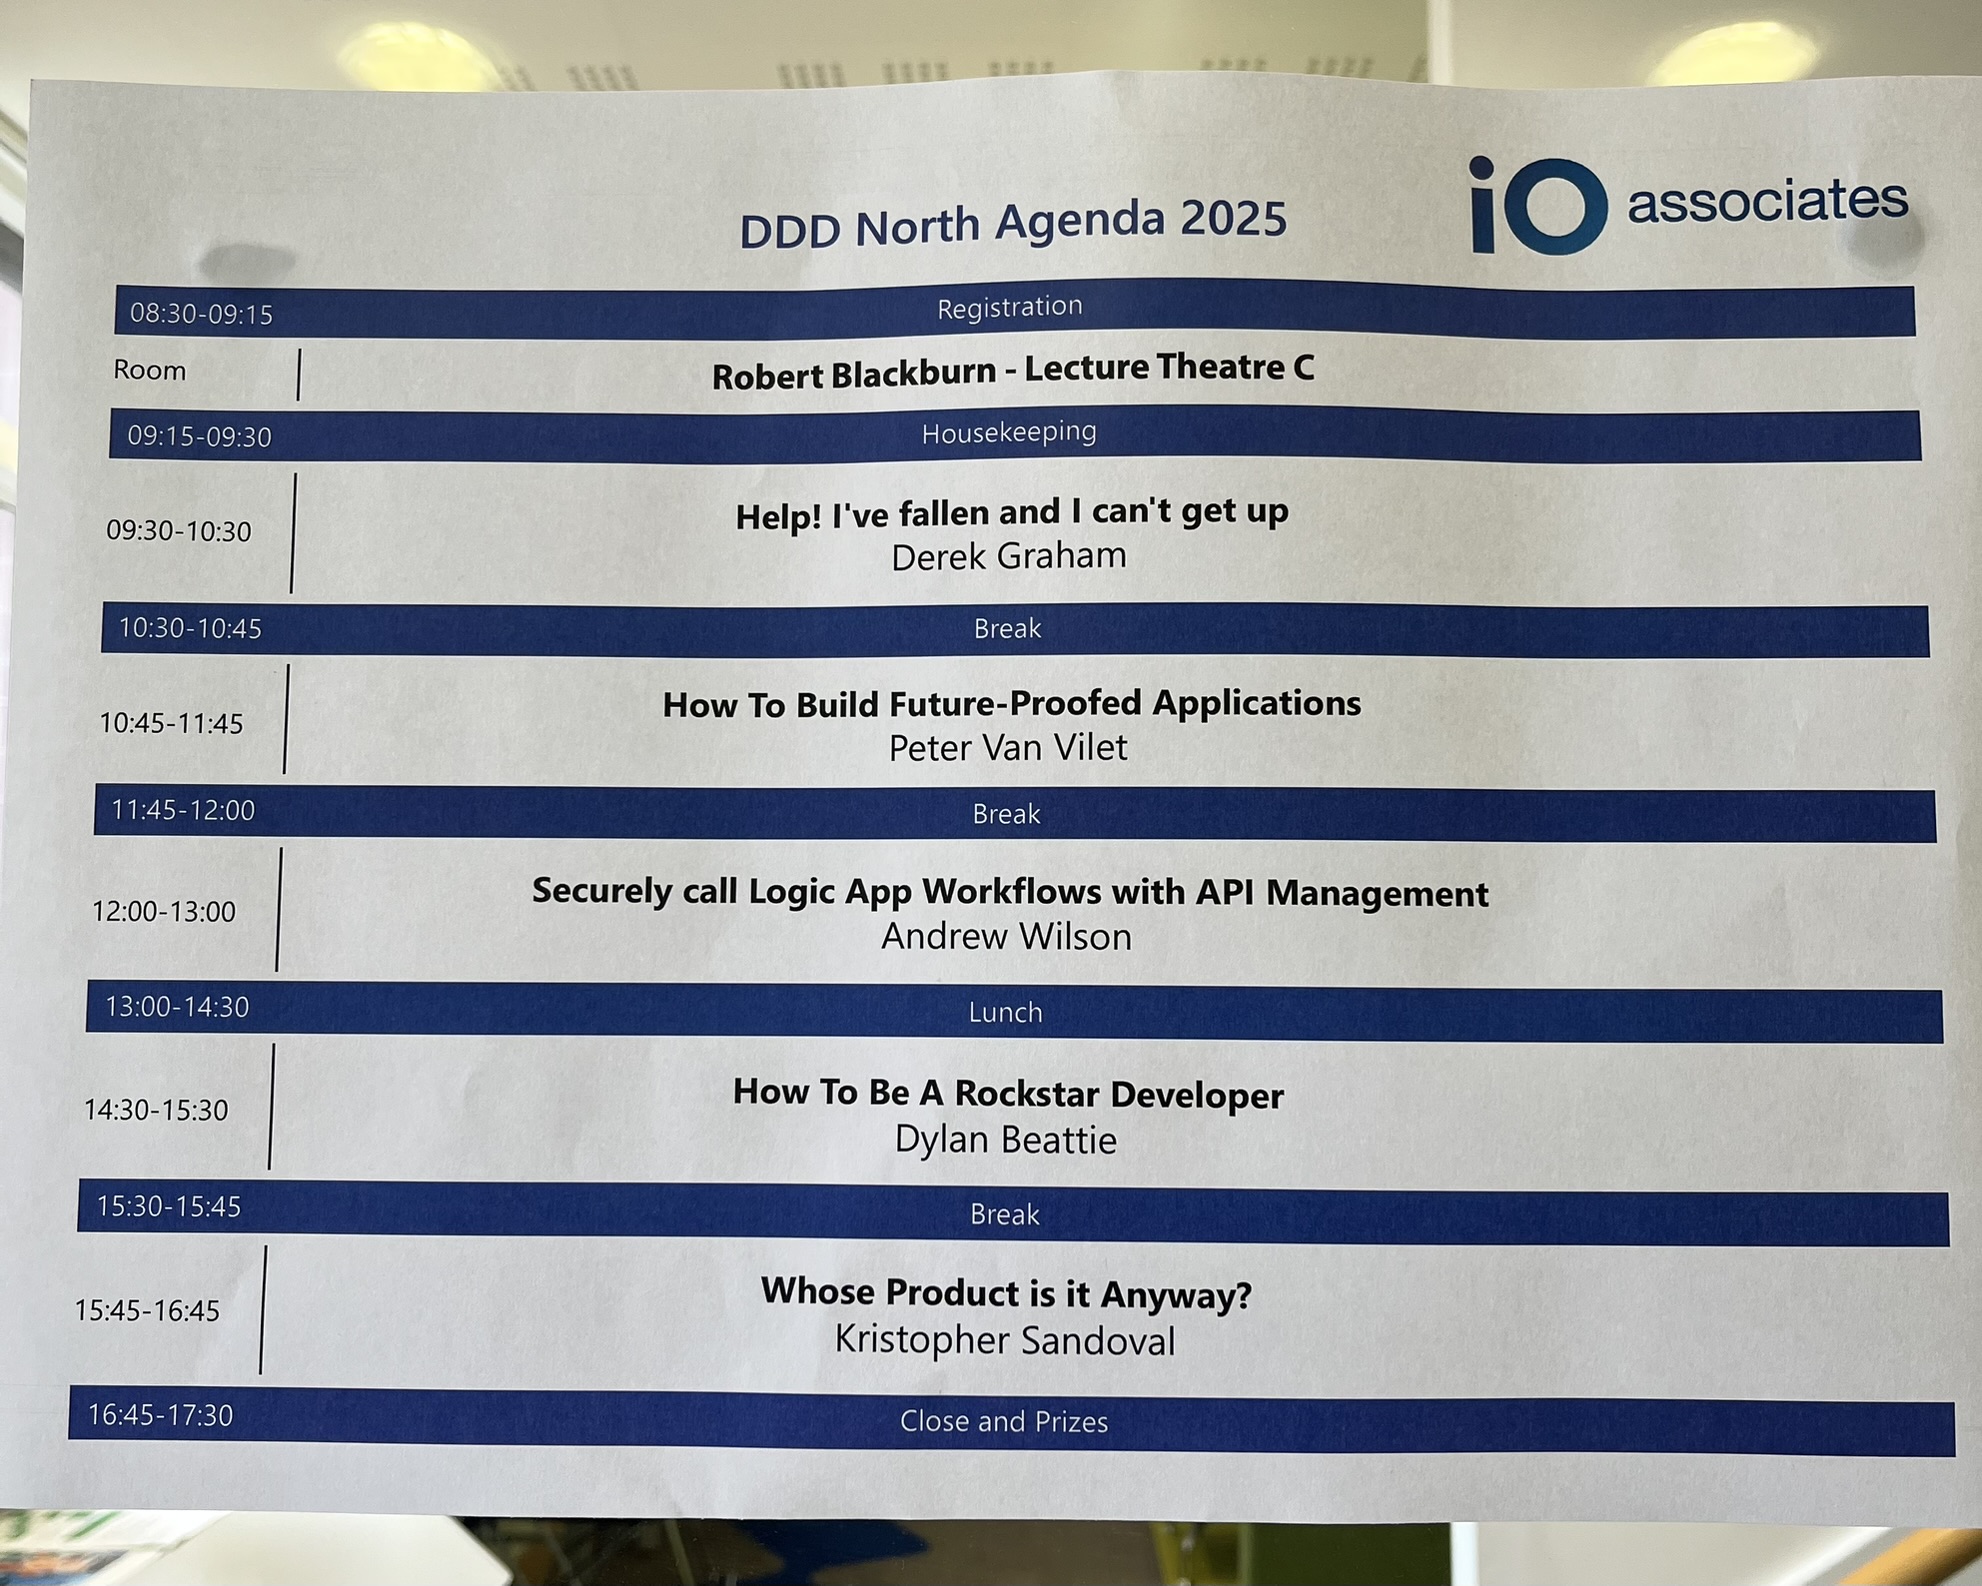 iO associates
DDD North Agenda 2025
08:30-09:15 Registration
Room Robert Blackburn - Lecture Theatre C
09:15-09:30 Housekeeping
Help! I've fallen and I can't get up
09:30-10:30
Derek Graham
10:30-10:45 Break
How To Build Future-Proofed Applications
10:45-11:45
Peter Van Vilet
11:45-12:00 Break
Securely call Logic App Workflows with API Management
12:00-13:00
Andrew Wilson
13:00-14:30 Lunch
How To Be A Rockstar Developer
14:30-15:30
Dylan Beattie
15:30-15:45 Break
Whose Product is it Anyway?
15:45-16:45
Kristopher Sandoval
16:45-17:30 Close and Prizes